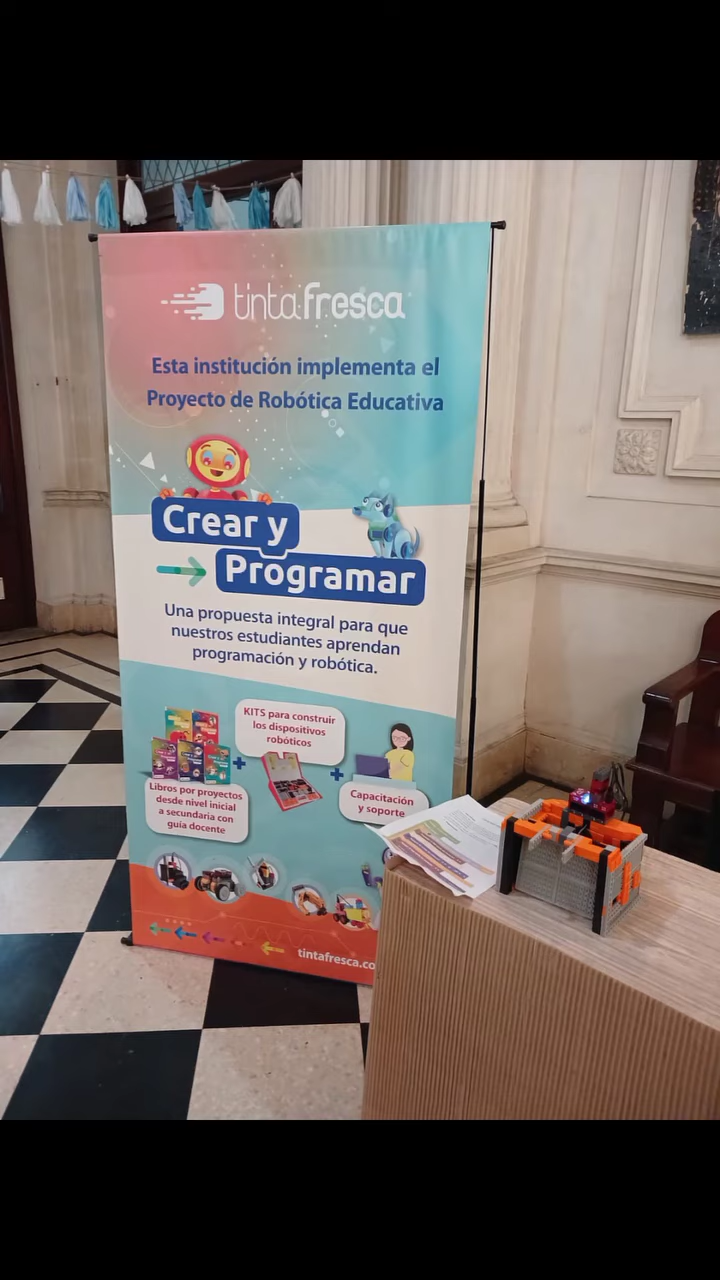 tinta fresca
Esta institución implementa el
Proyecto de Robótica Educativa
Crear y
Programar
Una propuesta integral para que
nuestros estudiantes aprendan
programación y robótica.
KITS para construir
los dispositivos
robóticos
Libros por proyectos
desde nivel inicial
a secundaria con
guía docente
Capacitación
y soporte
tintafresca.co